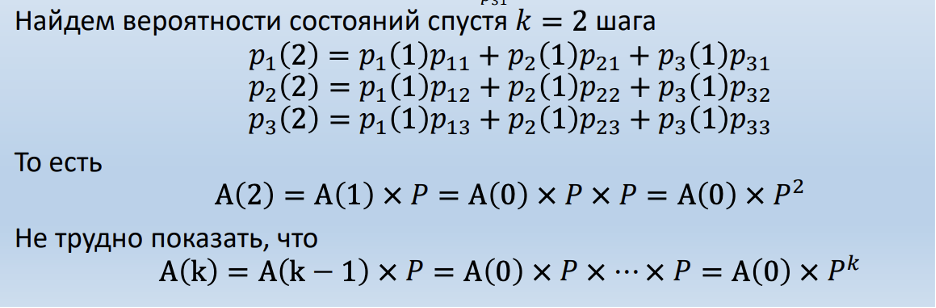 Найдем вероятности состояний спустя k = 2 шага
p₁(2) = p₁(1)p₁₁ + p₂(1)p₂₁ + p₃(1)p₃₁
p₂(2) = p₁(1)p₁₂ + p₂(1)p₂₂ + p₃(1)p₃₂
p₃(2) = p₁(1)p₁₃ + p₂(1)p₂₃ + p₃(1)p₃₃
То есть
A(2) = A(1) × P = A(0) × P × P = A(0) × P²
Не трудно показать, что
A(k) = A(k − 1) × P = A(0) × P × ⋯ × P = A(0) × Pᵏ